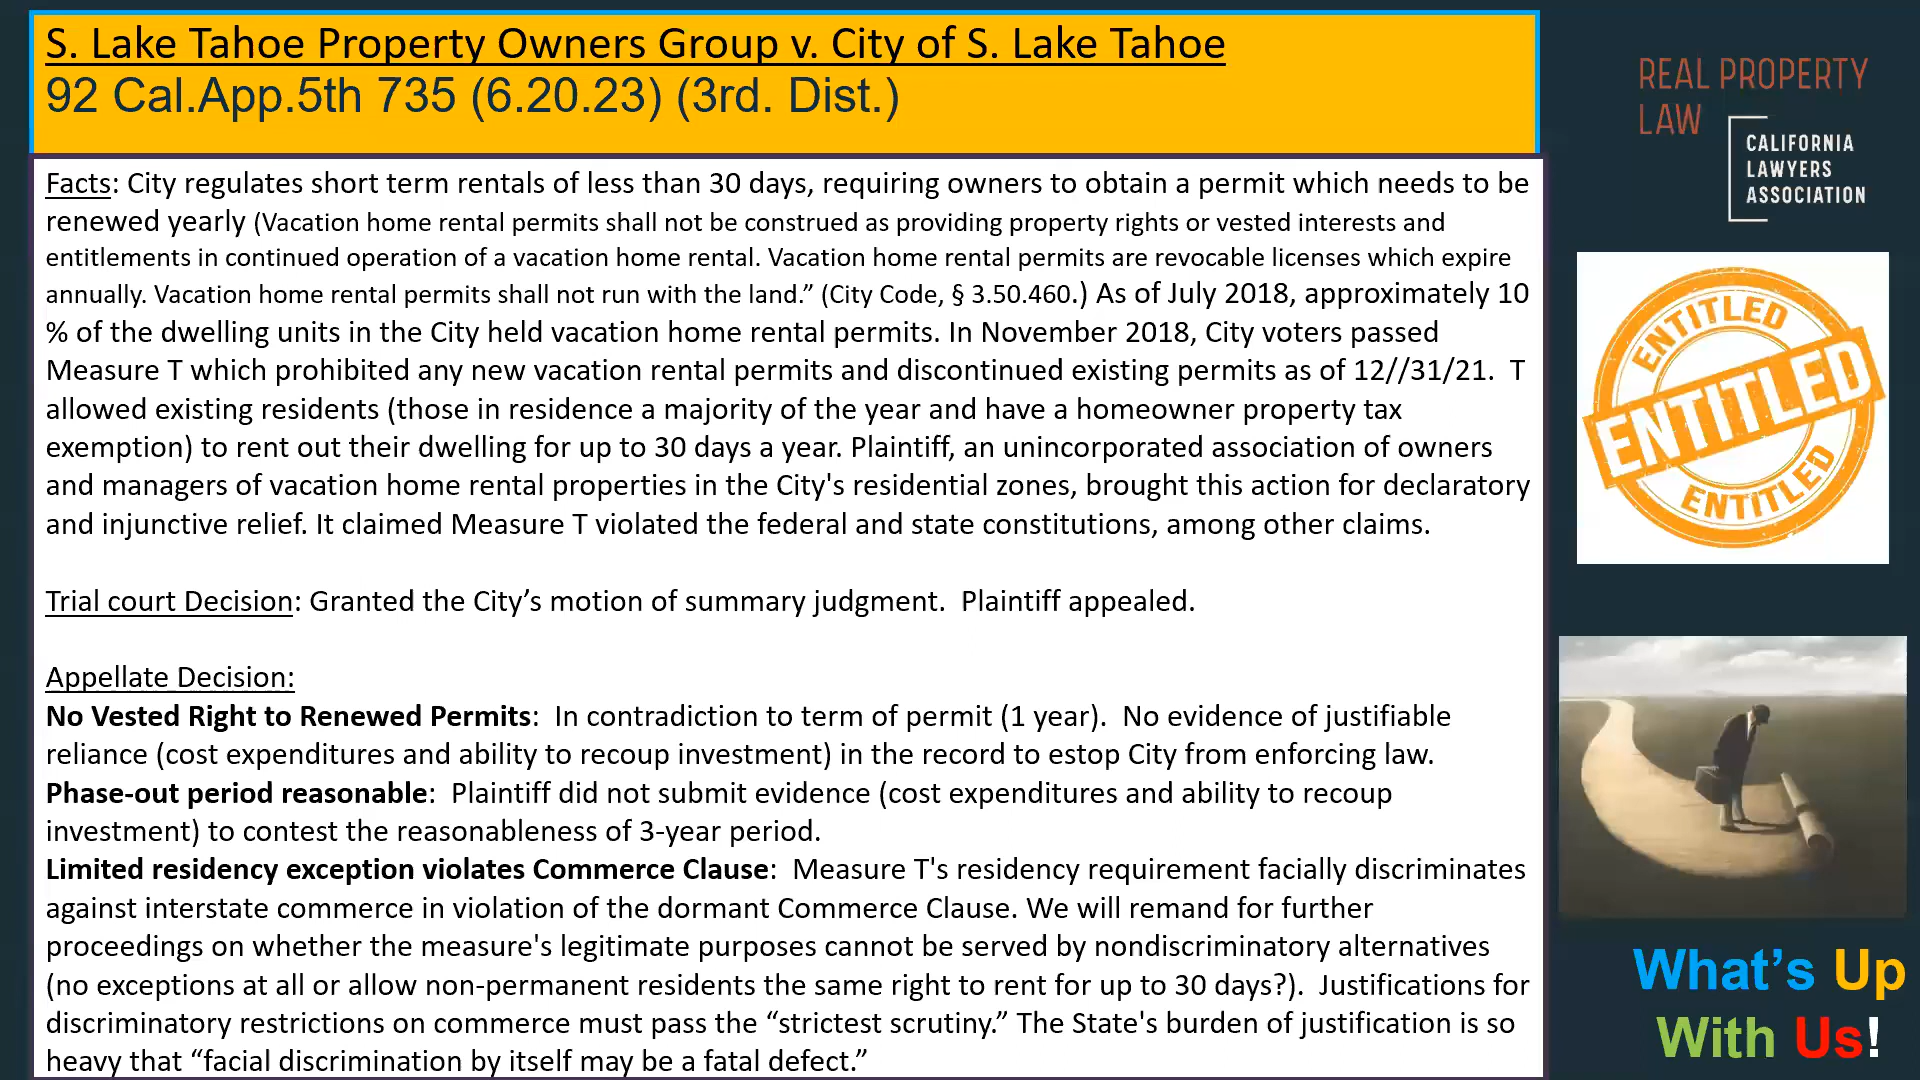 S. Lake Tahoe Property Owners Group v. City of S. Lake Tahoe
92 Cal.App.5th 735 (6.20.23) (3rd. Dist.)
Facts: City regulates short term rentals of less than 30 days, requiring owners to obtain a permit which needs to be
renewed yearly (Vacation home rental permits shall not be construed as providing property rights or vested interests and
entitlements in continued operation of a vacation home rental. Vacation home rental permits are revocable licenses which expire
annually. Vacation home rental permits shall not run with the land.” (City Code, § 3.50.460.) As of July 2018, approximately 10
% of the dwelling units in the City held vacation home rental permits. In November 2018, City voters passed
Measure T which prohibited any new vacation rental permits and discontinued existing permits as of 12//31/21.  T
allowed existing residents (those in residence a majority of the year and have a homeowner property tax
exemption) to rent out their dwelling for up to 30 days a year. Plaintiff, an unincorporated association of owners
and managers of vacation home rental properties in the City's residential zones, brought this action for declaratory
and injunctive relief. It claimed Measure T violated the federal and state constitutions, among other claims.
Trial court Decision: Granted the City’s motion of summary judgment.  Plaintiff appealed.
Appellate Decision:
No Vested Right to Renewed Permits:  In contradiction to term of permit (1 year).  No evidence of justifiable
reliance (cost expenditures and ability to recoup investment) in the record to estop City from enforcing law.
Phase-out period reasonable:  Plaintiff did not submit evidence (cost expenditures and ability to recoup
investment) to contest the reasonableness of 3-year period.
Limited residency exception violates Commerce Clause:  Measure T's residency requirement facially discriminates
against interstate commerce in violation of the dormant Commerce Clause. We will remand for further
proceedings on whether the measure's legitimate purposes cannot be served by nondiscriminatory alternatives
(no exceptions at all or allow non-permanent residents the same right to rent for up to 30 days?).  Justifications for
discriminatory restrictions on commerce must pass the “strictest scrutiny.” The State's burden of justification is so
heavy that “facial discrimination by itself may be a fatal defect.”
REAL PROPERTY
LAW
CALIFORNIA
LAWYERS
ASSOCIATION
ENTITLED
ENTITLED
ENTITLED
What’s Up
With Us!